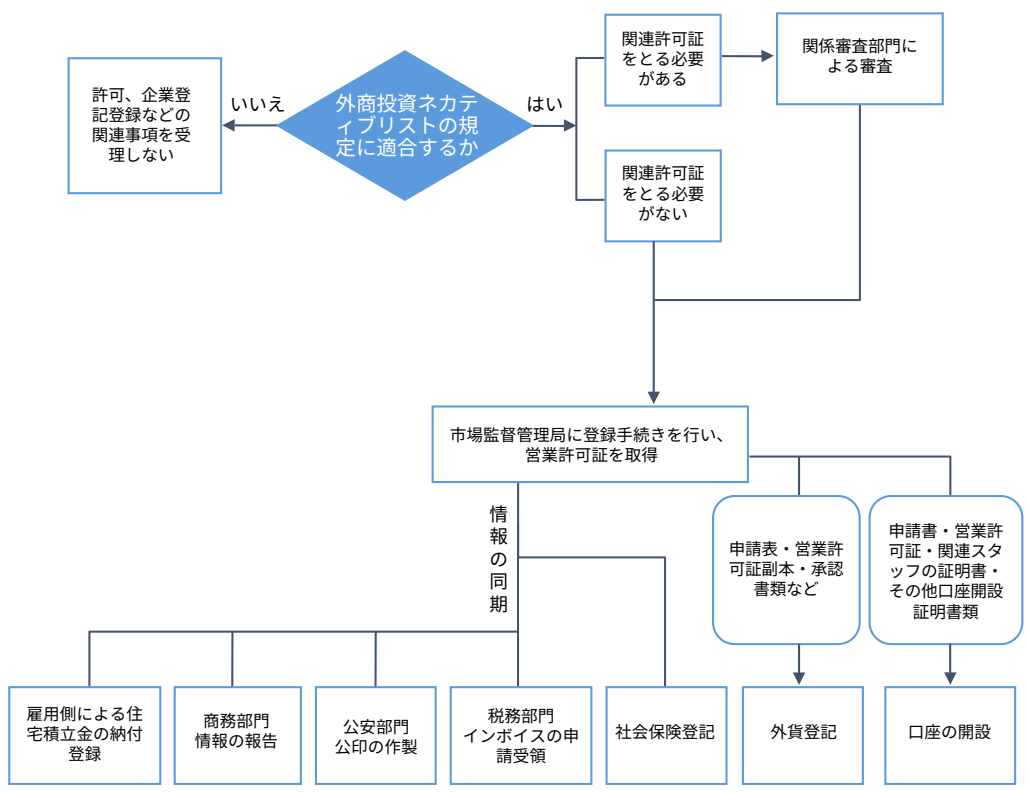 許可、企業登
記登録などの
関連事項を受
理しない
いいえ
外商投資ネカテ
ィブリストの規
定に適合するか
はい
関連許可証
をとる必要
がある
関係審査部門に
よる審査
関連許可証
をとる必要
がない
市場監督管理局に登録手続きを行い、
営業許可証を取得
情報の同期
申請表・営業許
可証副本・承認
書類など
申請書・営業許
可証・関連スタ
ッフの証明書・
その他口座開設
証明書類
雇用側による住
宅積立金の納付
登録
商務部門
情報の報告
公安部門
公印の作製
税務部門
インボイスの申
請受領
社会保険登記
外貨登記
口座の開設